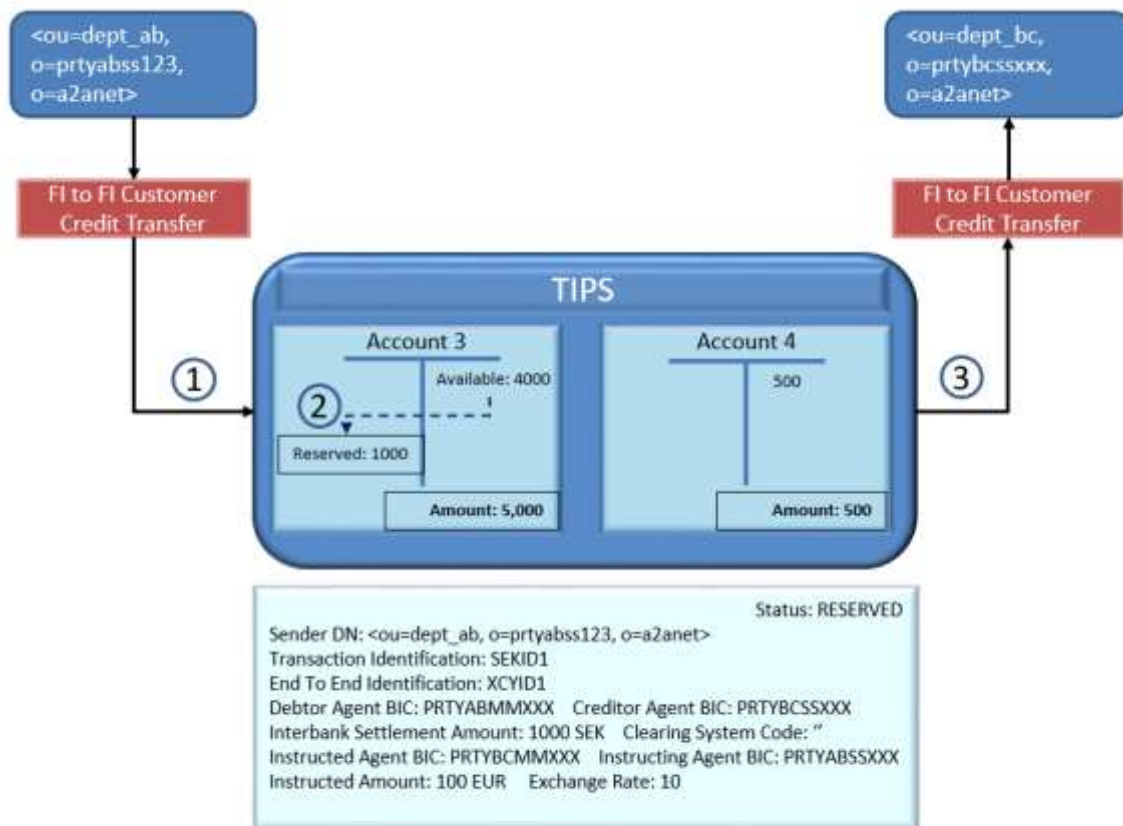 <ou=dept_ab,
o=prtyabss123,
o=a2anet>
<ou=dept_bc,
o=prtybcssxxx,
o=a2anet>
FI to FI Customer
Credit Transfer
FI to FI Customer
Credit Transfer
TIPS
Account 3
Account 4
1
Available: 4000
500
3
2
Reserved: 1000
Amount: 5,000
Amount: 500
Status: RESERVED
Sender DN: <ou=dept_ab, o=prtyabss123, o=a2anet>
Transaction Identification: SEKID1
End To End Identification: XCYID1
Debtor Agent BIC: PRTYABMMXXX Creditor Agent BIC: PRTYBCSSXXX
Interbank Settlement Amount: 1000 SEK Clearing System Code: ”
Instructed Agent BIC: PRTYBCMMXXX Instructing Agent BIC: PRTYABSSXXX
Instructed Amount: 100 EUR Exchange Rate: 10